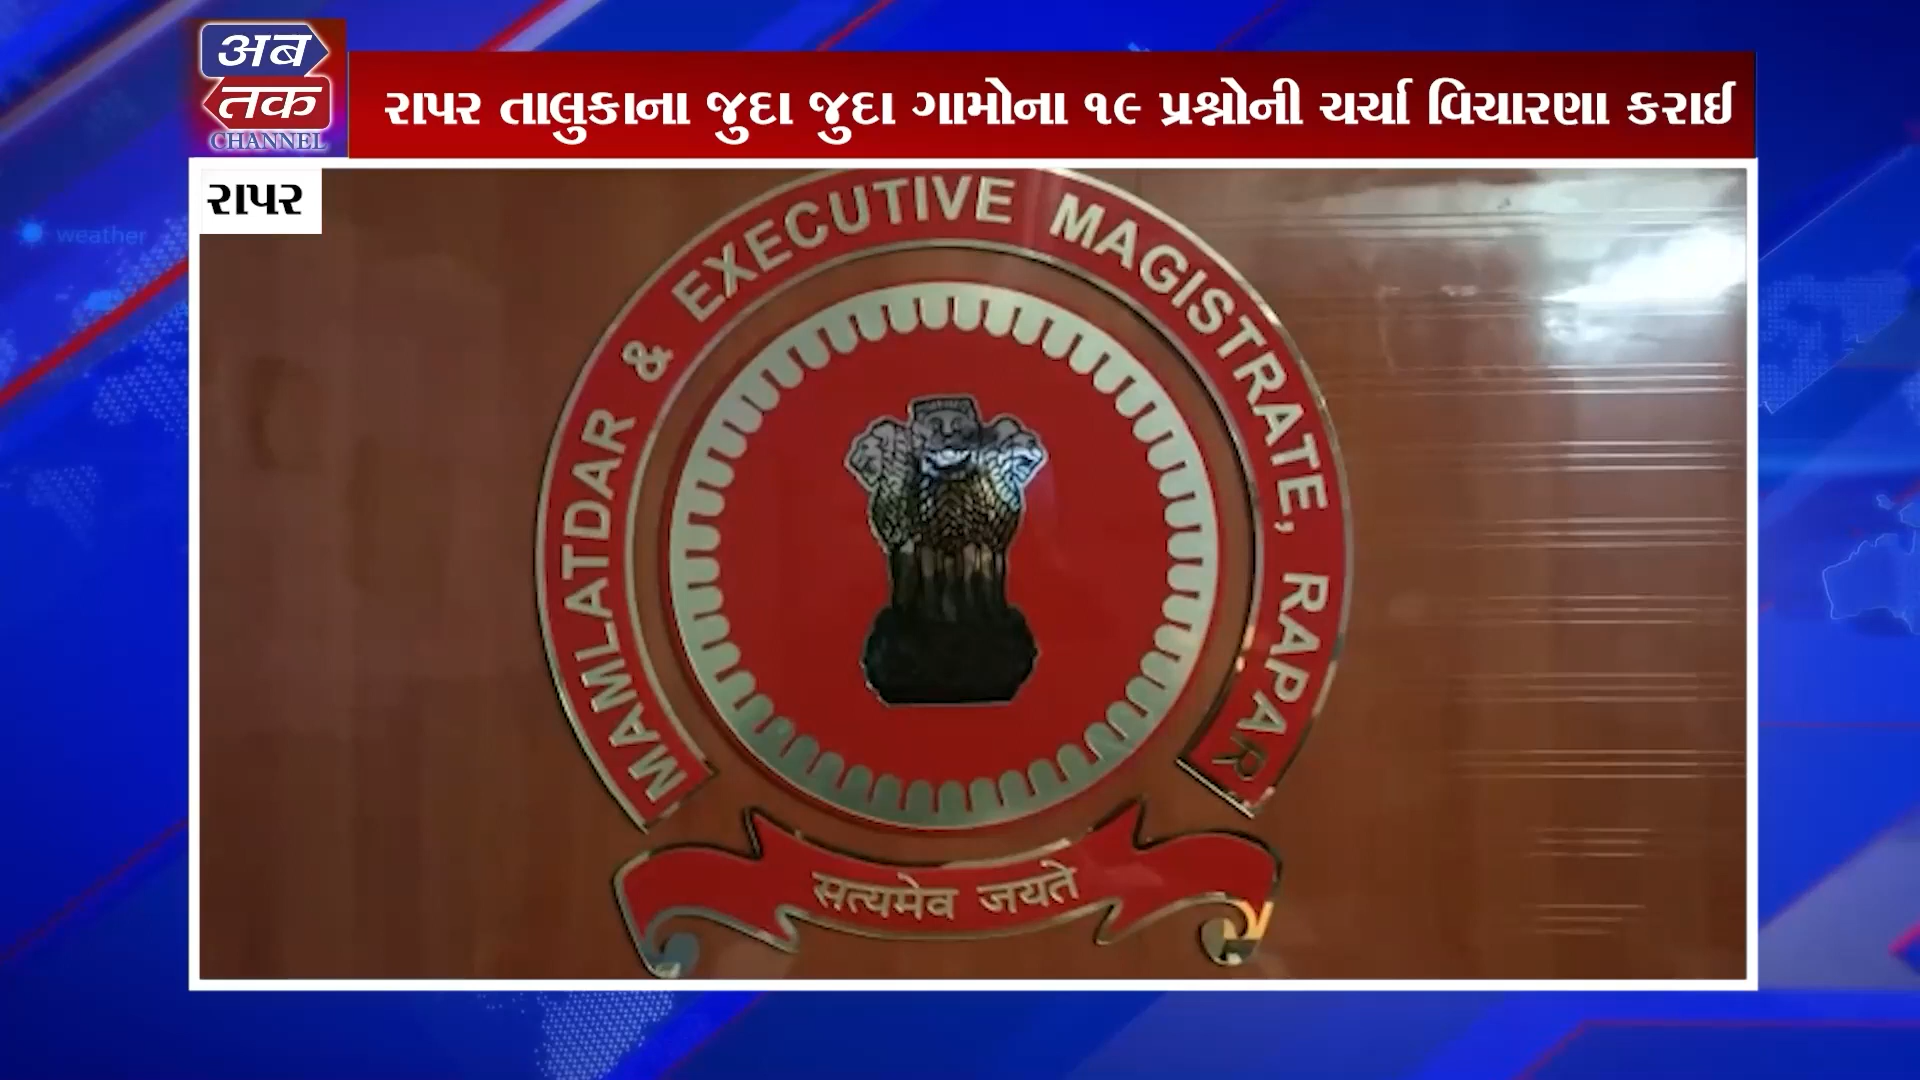 अब
तक
CHANNEL
રાપર તાલુકાના જુદા જુદા ગામોના ૧૯ પ્રશ્નોની ચર્ચા વિચારણા કરાઈ
રાપર
weather
MAMLATDAR & EXECUTIVE MAGISTRATE, RAPAR
सत्यमेव जयते